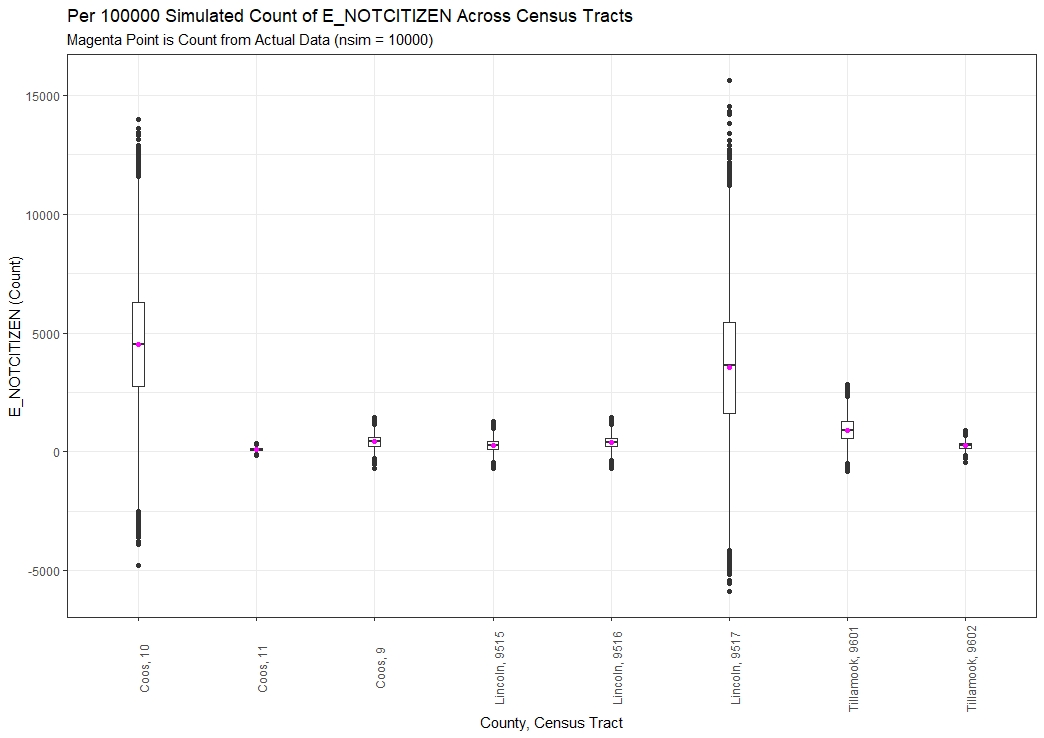 Per 100000 Simulated Count of E_NOTCITIZEN Across Census Tracts
Magenta Point is Count from Actual Data (nsim = 10000)
15000
10000
5000
0
-5000
E_NOTCITIZEN (Count)
Coos, 10
Coos, 11
Coos, 9
Lincoln, 9515
Lincoln, 9516
Lincoln, 9517
Tillamook, 9601
Tillamook, 9602
County, Census Tract